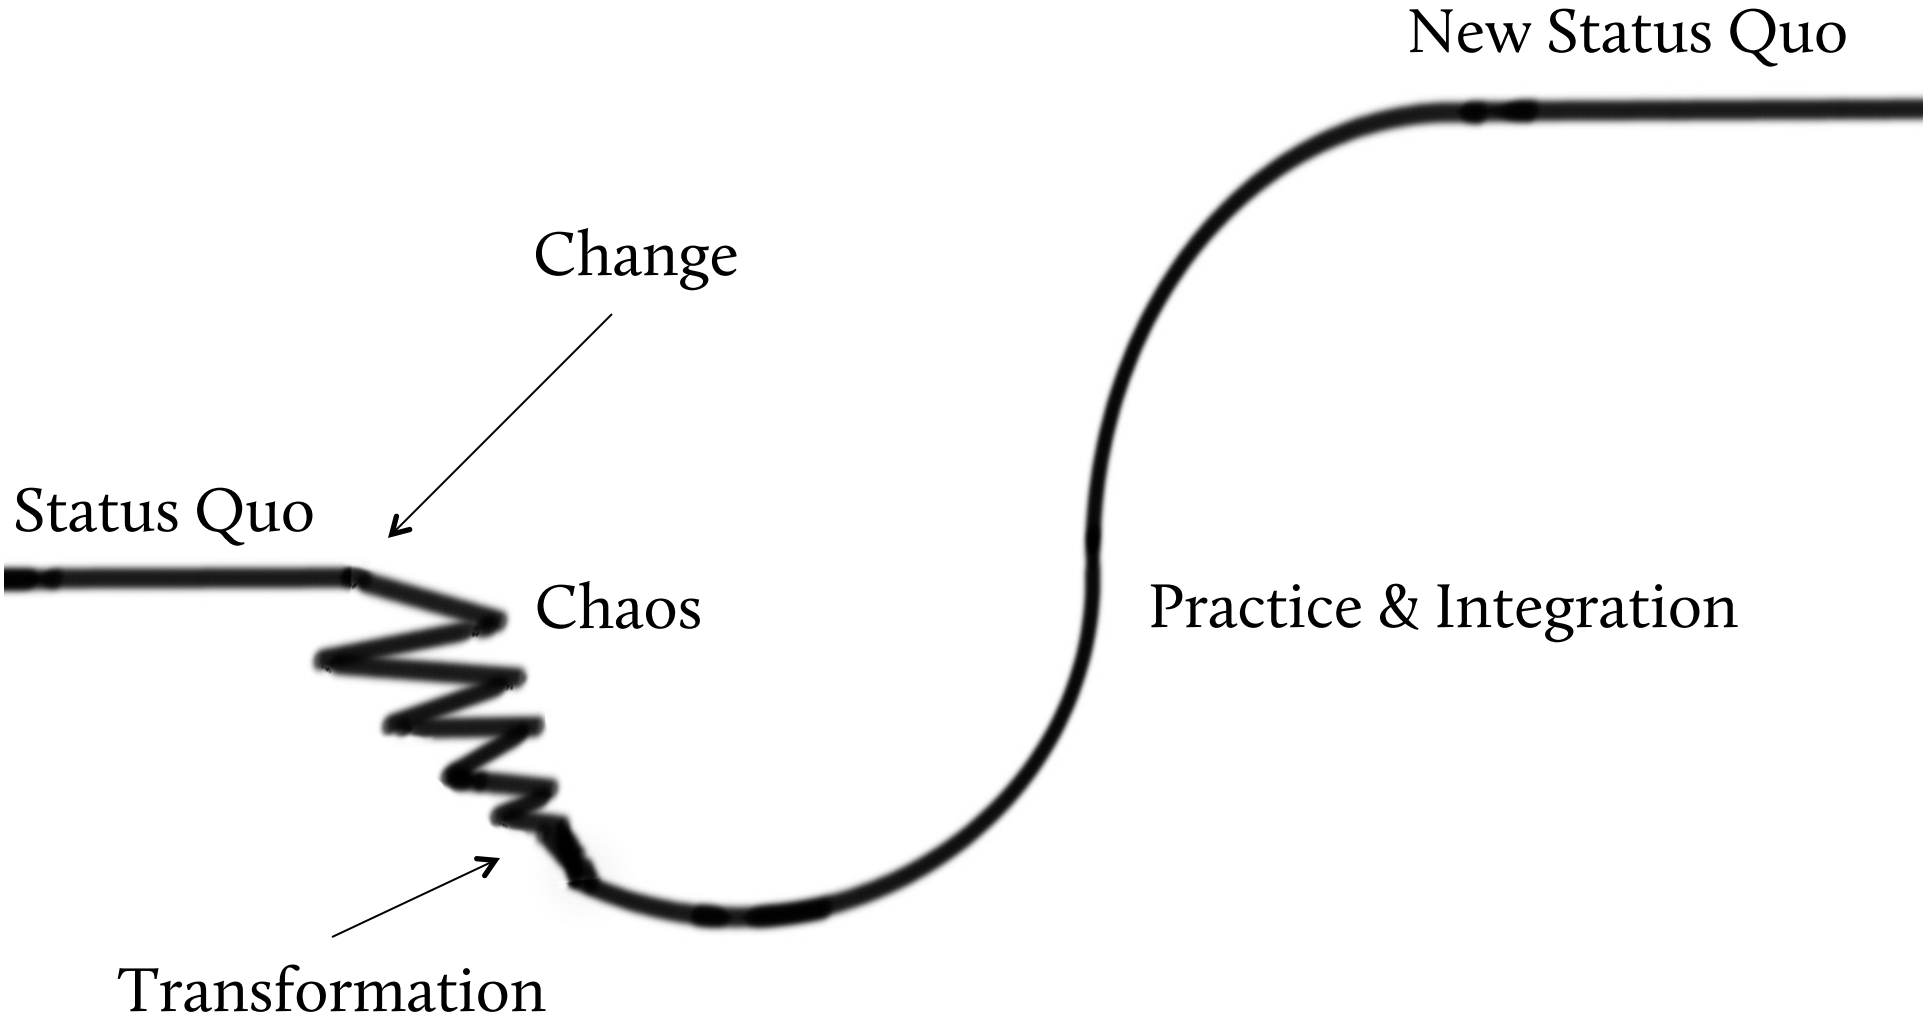 New Status Quo
Change
Status Quo
Chaos
Practice & Integration
Transformation